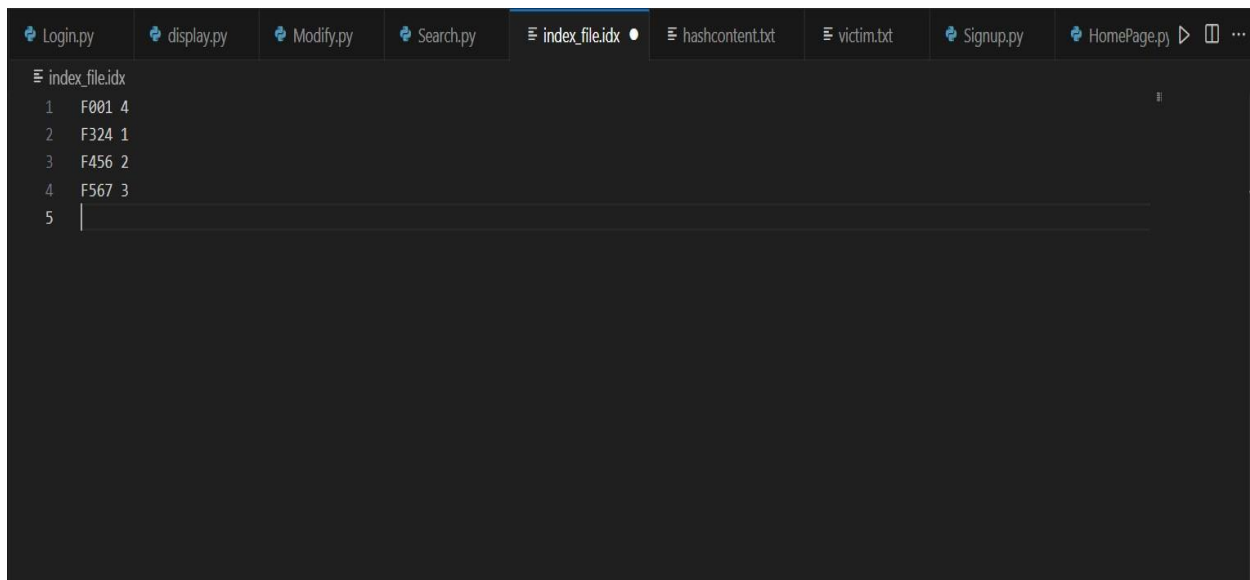 Login.py display.py Modify.py Search.py index_file.idx hashcontent.txt victim.txt Signup.py HomePage.py
index_file.idx
1 F001 4
2 F324 1
3 F456 2
4 F567 3
5